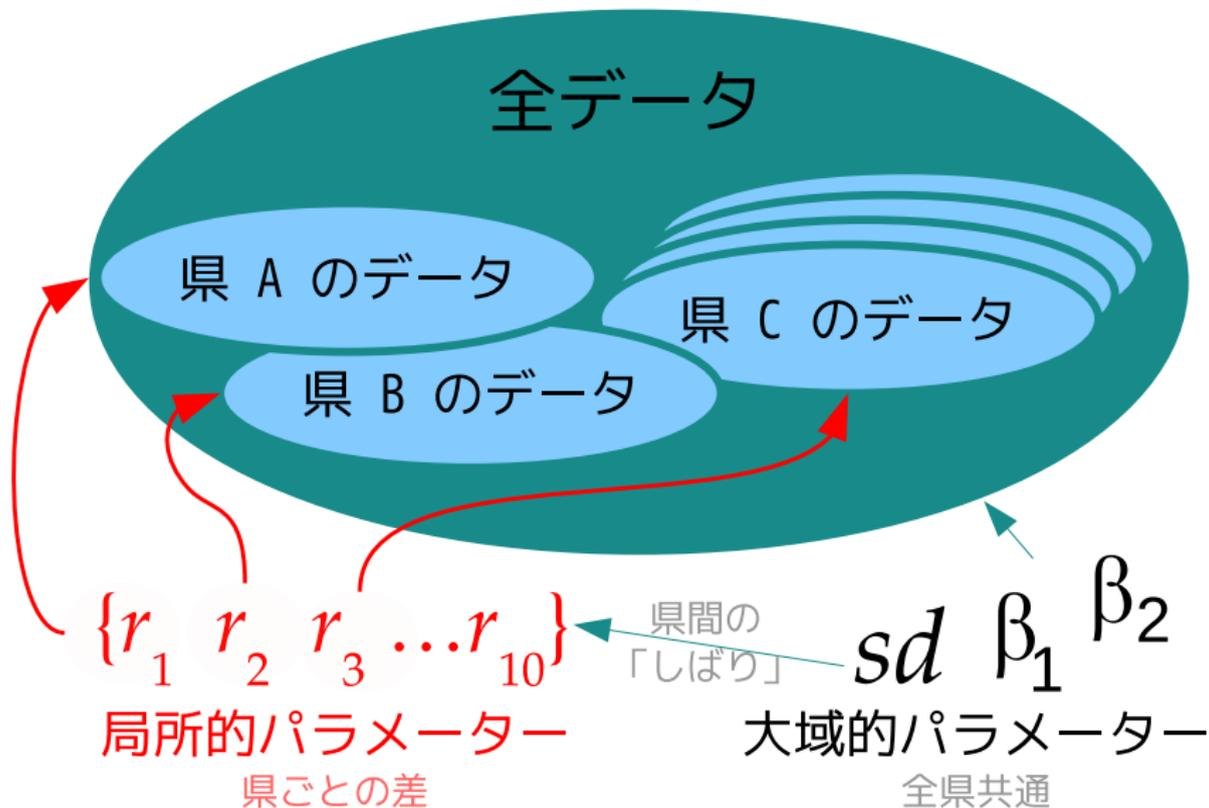 全データ
県 A のデータ
県 C のデータ
県 B のデータ
{r1 r2 r3 ...r10}
県間の
「しばり」
sd β1 β2
局所的パラメーター
大域的パラメーター
県ごとの差
全県共通